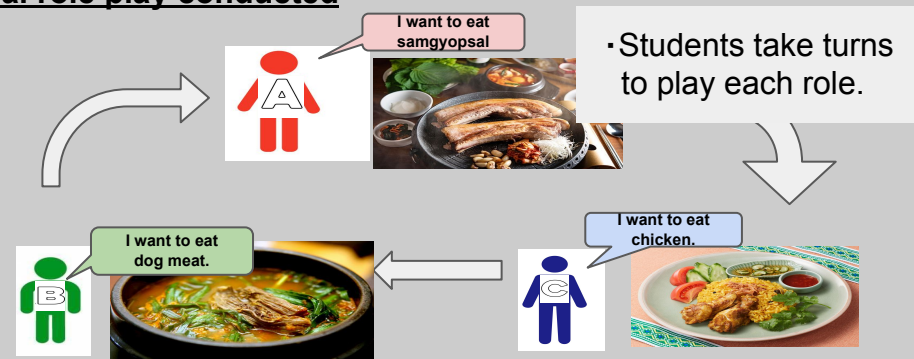 role play conducted
I want to eat
samgyopsal
・Students take turns
to play each role.
A
I want to eat
dog meat.
B
I want to eat
chicken.
C